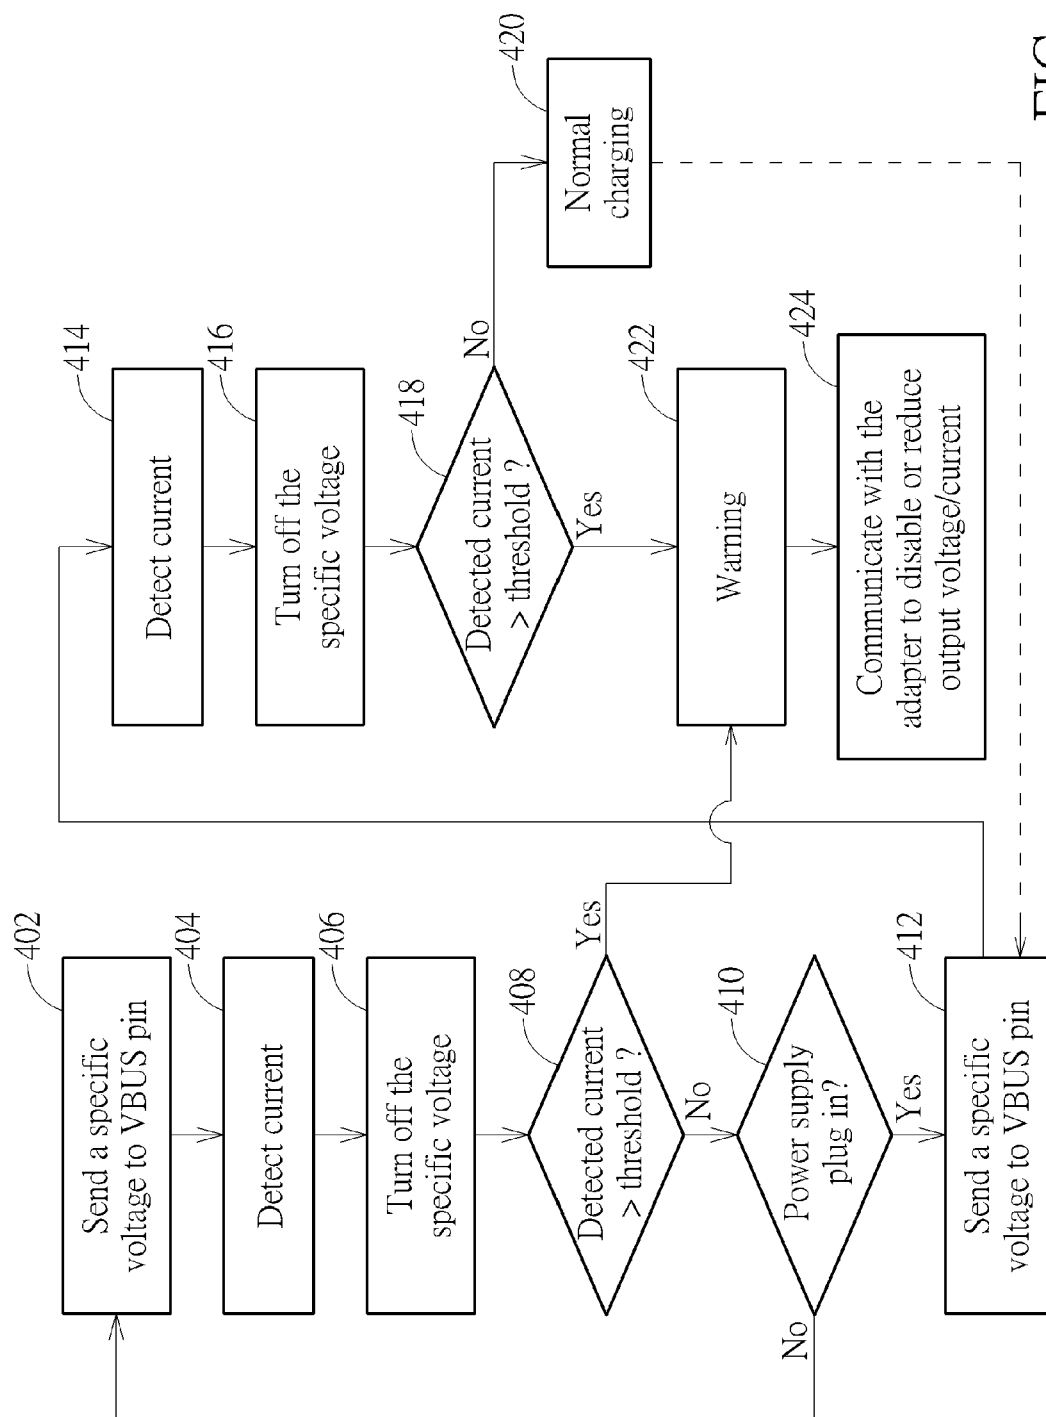 402
Send a specific
voltage to VBUS pin
404
Detect current
406
Turn off the
specific voltage
408
Detected current
> threshold ?
Yes
No
410
Power supply
plug in?
No
Yes
412
Send a specific
voltage to VBUS pin
414
Detect current
416
Turn off the
specific voltage
418
Detected current
> threshold ?
No
Yes
420
Normal
charging
422
Warning
424
Communicate with the
adapter to disable or reduce
output voltage/current
FIG